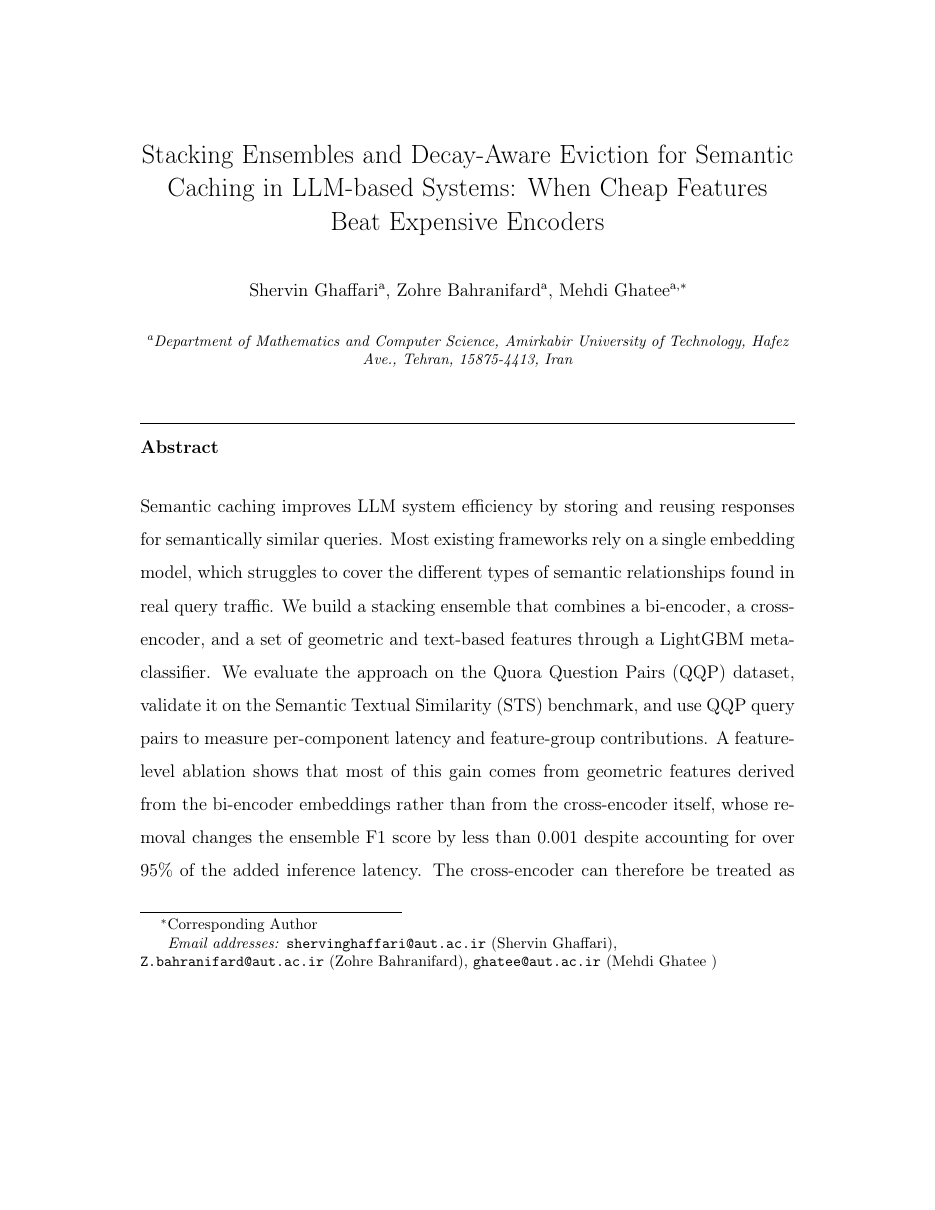 Stacking Ensembles and Decay-Aware Eviction for Semantic
Caching in LLM-based Systems: When Cheap Features
Beat Expensive Encoders
Shervin Ghaffariᵃ, Zohre Bahranifardᵃ, Mehdi Ghateeᵃ,*
ᵃDepartment of Mathematics and Computer Science, Amirkabir University of Technology, Hafez
Ave., Tehran, 15875-4413, Iran
Abstract
Semantic caching improves LLM system efficiency by storing and reusing responses
for semantically similar queries. Most existing frameworks rely on a single embedding
model, which struggles to cover the different types of semantic relationships found in
real query traffic. We build a stacking ensemble that combines a bi-encoder, a cross-
encoder, and a set of geometric and text-based features through a LightGBM meta-
classifier. We evaluate the approach on the Quora Question Pairs (QQP) dataset,
validate it on the Semantic Textual Similarity (STS) benchmark, and use QQP query
pairs to measure per-component latency and feature-group contributions. A feature-
level ablation shows that most of this gain comes from geometric features derived
from the bi-encoder embeddings rather than from the cross-encoder itself, whose re-
moval changes the ensemble F1 score by less than 0.001 despite accounting for over
95% of the added inference latency. The cross-encoder can therefore be treated as
*Corresponding Author
Email addresses: shervinghaffari@aut.ac.ir (Shervin Ghaffari),
Z.bahranifard@aut.ac.ir (Zohre Bahranifard), ghatee@aut.ac.ir (Mehdi Ghatee )